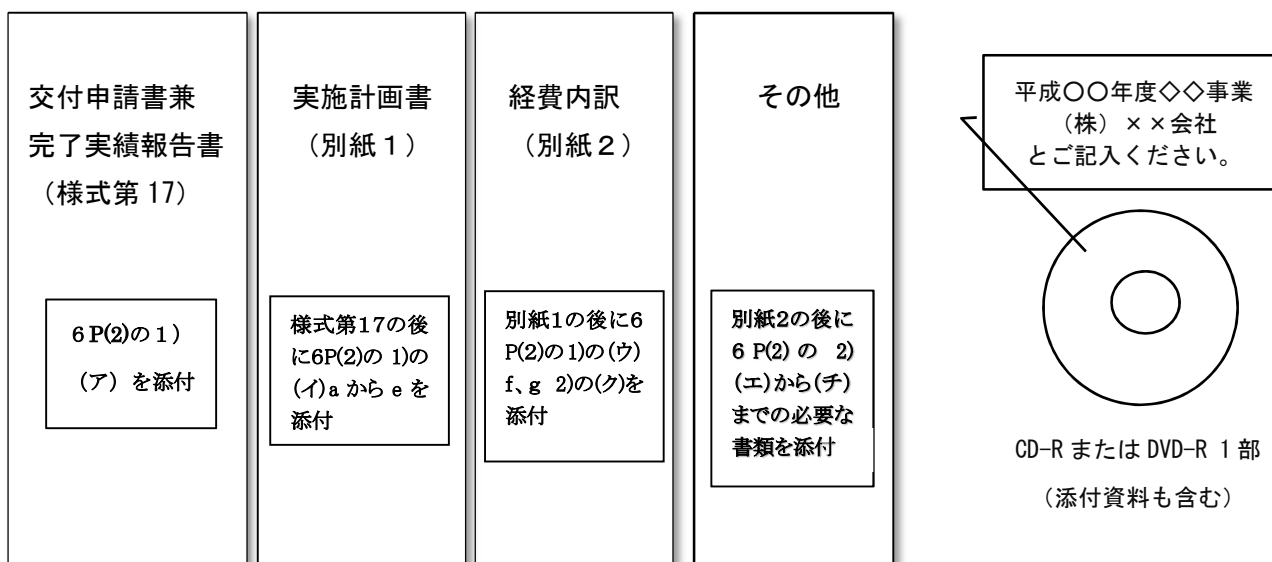 交付申請書兼
完了実績報告書
（様式第 17）
6 P(2)の 1）
（ア）を添付
実施計画書
（別紙１）
様式第17の後
に6P(2)の 1)の
(イ)a から e を
添付
経費内訳
（別紙２）
別紙1の後に6
P(2)の1)の(ウ)
f、g 2)の(ク)を
添付
その他
別紙2の後に
6 P(2) の 2)
(エ)から(チ)
までの必要な
書類を添付
平成〇〇年度◇◇事業
（株）××会社
とご記入ください。
CD-R または DVD-R 1 部
（添付資料も含む）